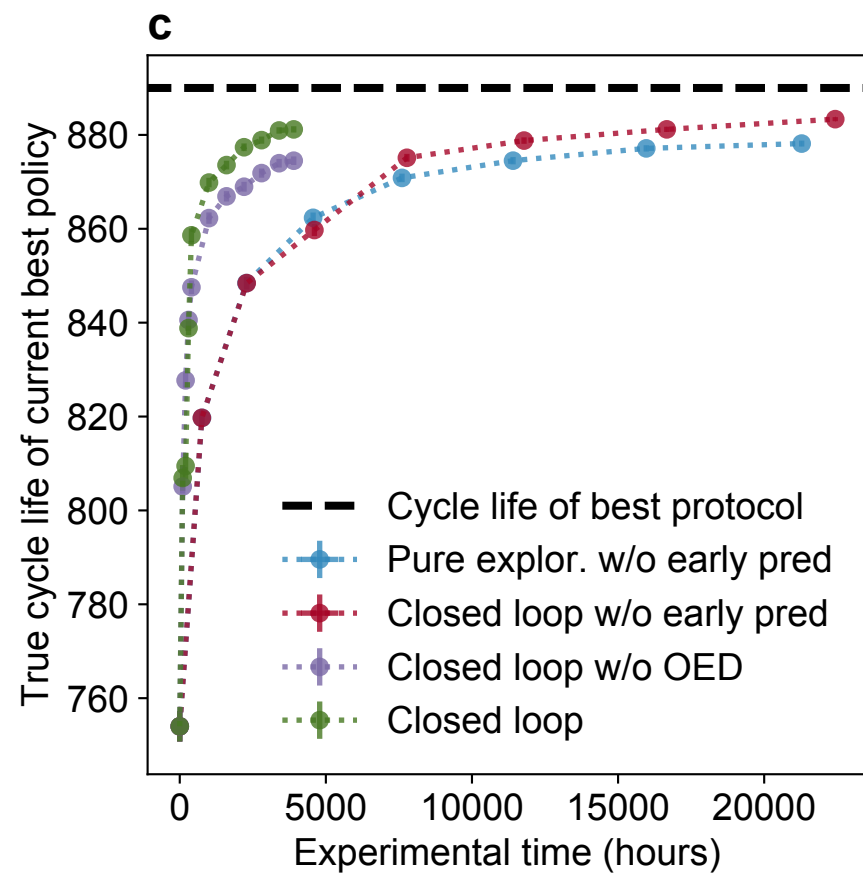 c
True cycle life of current best policy
880
860
840
820
800
780
760
Cycle life of best protocol
Pure explor. w/o early pred
Closed loop w/o early pred
Closed loop w/o OED
Closed loop
0 5000 10000 15000 20000
Experimental time (hours)